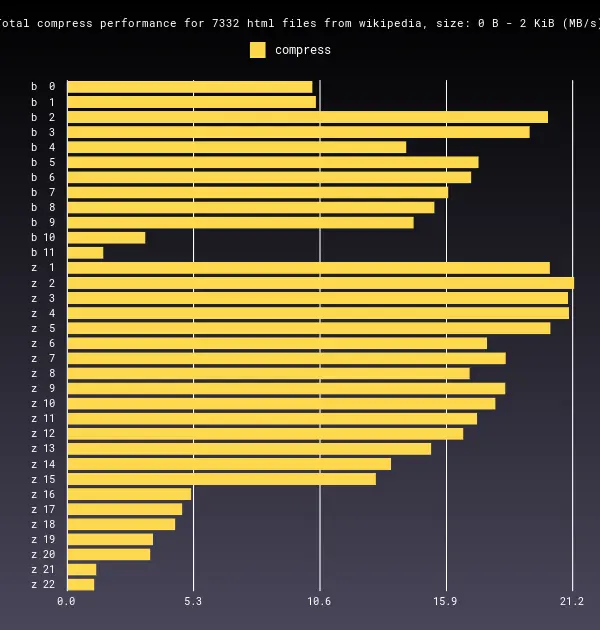 Total compress performance for 7332 html files from wikipedia, size: 0 B - 2 KiB (MB/s)
compress
b 0
b 1
b 2
b 3
b 4
b 5
b 6
b 7
b 8
b 9
b 10
b 11
z 1
z 2
z 3
z 4
z 5
z 6
z 7
z 8
z 9
z 10
z 11
z 12
z 13
z 14
z 15
z 16
z 17
z 18
z 19
z 20
z 21
z 22
0.0 5.3 10.6 15.9 21.2